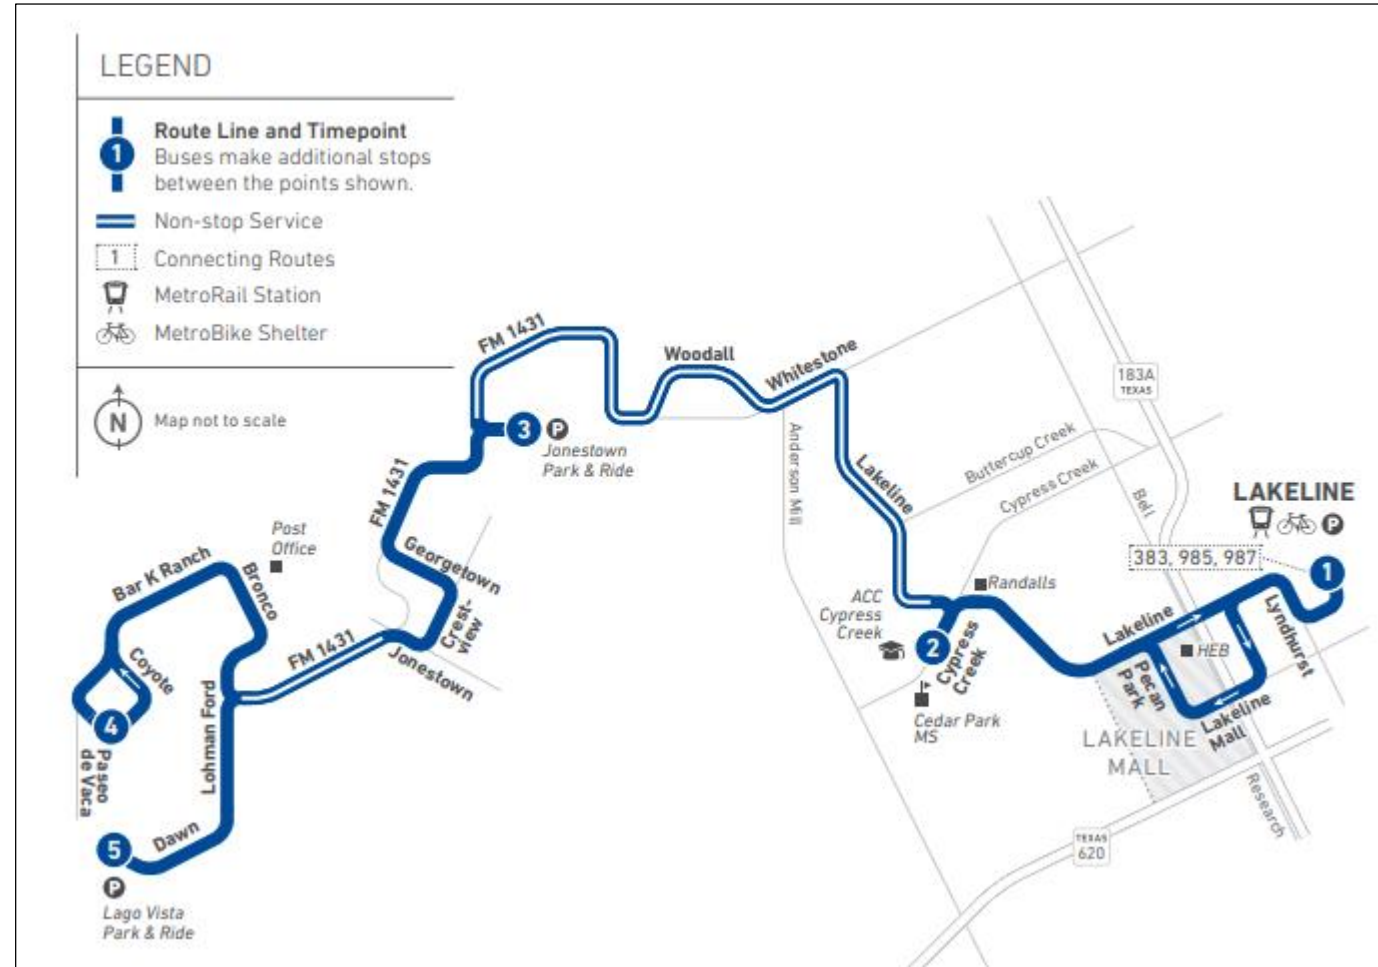 LEGEND
1
Route Line and Timepoint
Buses make additional stops
between the points shown.
Non-stop Service
1
Connecting Routes
MetroRail Station
MetroBike Shelter
N
Map not to scale
FM 1431
Woodall
Whitestone
183A
TEXAS
3
P
Jonestown
Park & Ride
Anderson Mill
Buttercup Creek
Cypress Creek
Bell
Lakeline
LAKELINE
P
383, 985, 987
1
FM 1431
Georgetown
Crest-
view
Jonestown
FM 1431
Post
Office
Bar K Ranch
Bronco
Coyote
4
Paseo
de Vaca
Lohman Ford
Dawn
5
P
Lago Vista
Park & Ride
ACC
Cypress
Creek
2
Cypress
Creek
Randalls
Cedar Park
MS
Lakeline
Lyndhurst
HEB
Pecan
Park
Lakeline
Mall
LAKELINE
MALL
Research
TEXAS
620